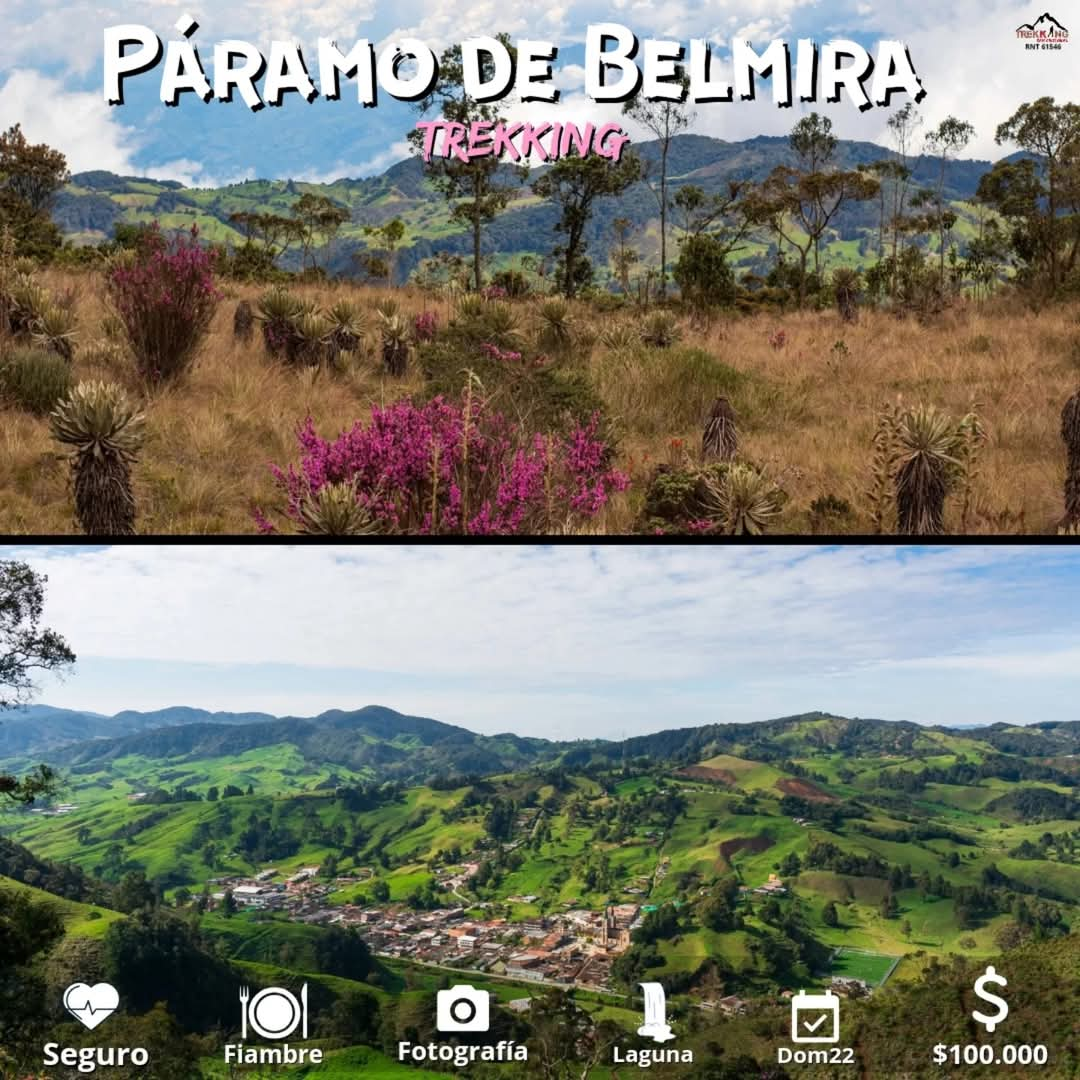 PÁRAMO DE BELMIRA
TREKKING
TREKKING
RNT 61546
Seguro
Fiambre
Fotografía
Laguna
Dom22
$100.000